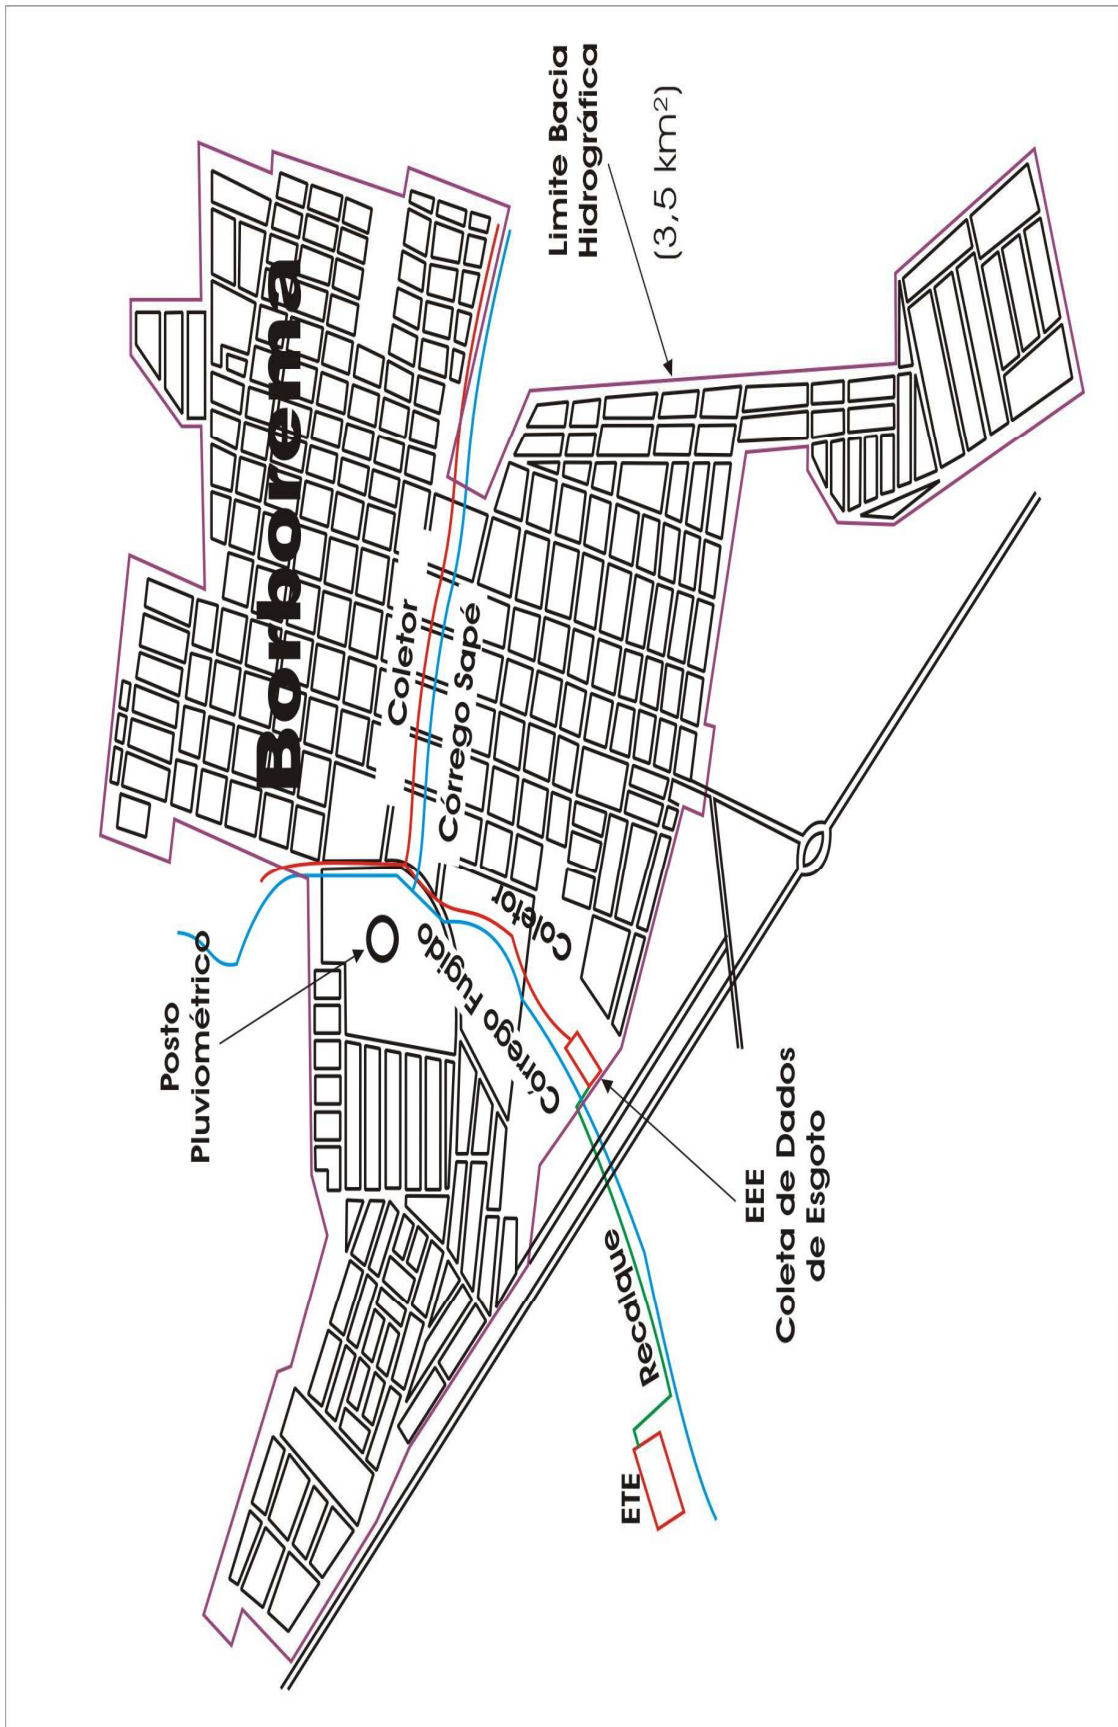 Borborema
Limite Bacia
Hidrográfica
(3,5 km²)
Coletor
Córrego Sapé
Coletor
Córrego Fugido
Posto
Pluviométrico
EEE
Coleta de Dados
de Esgoto
Recalque
ETE